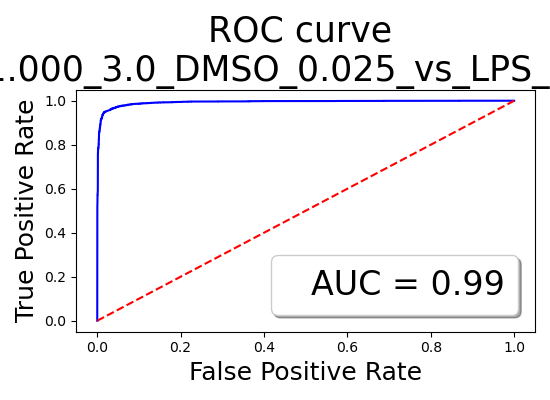 ROC curve
1.000_3.0_DMSO_0.025_vs_LPS_
True Positive Rate
1.0
0.8
0.6
0.4
0.2
0.0
AUC = 0.99
0.0 0.2 0.4 0.6 0.8 1.0
False Positive Rate